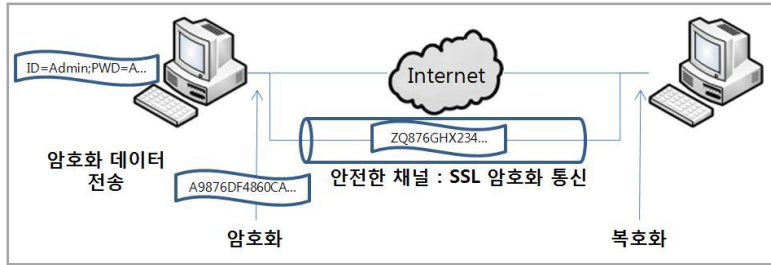 ID=Admin;PWD=A...
Internet
ZQ876GHX234...
암호화 데이터
전송
A9876DF4860CA...
안전한 채널 : SSL 암호화 통신
암호화
복호화